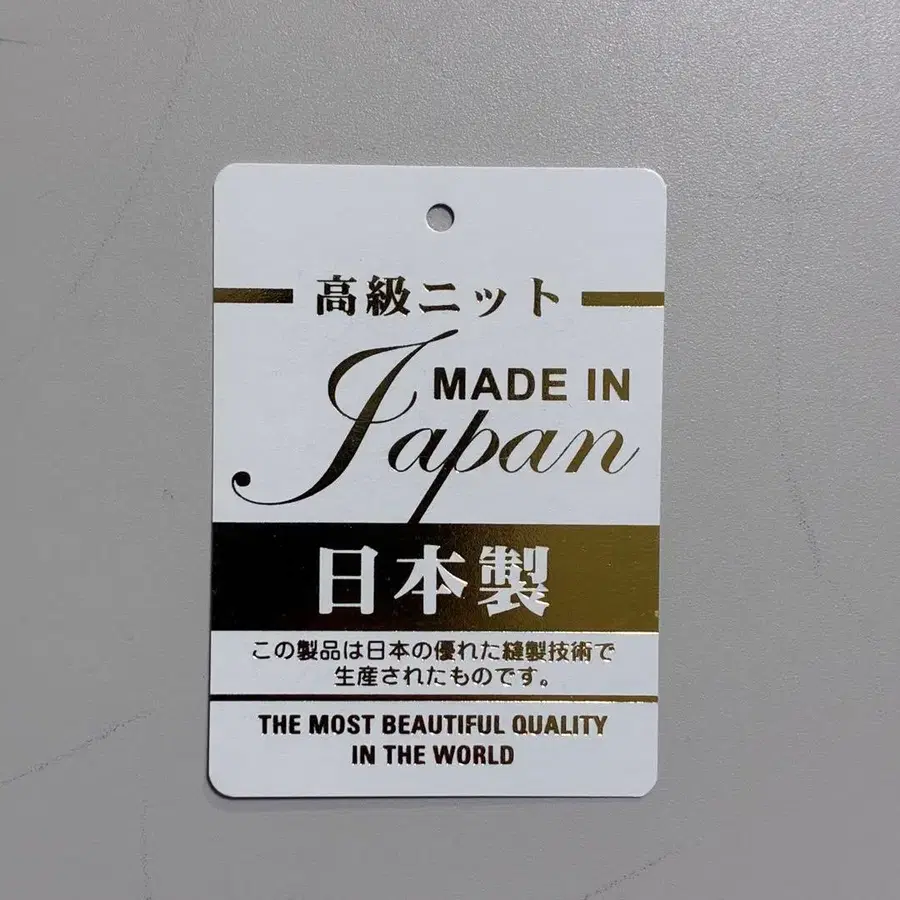 高級ニット
MADE IN
Japan
日本製
この製品は日本の優れた縫製技術で
生産されたものです。
THE MOST BEAUTIFUL QUALITY
IN THE WORLD